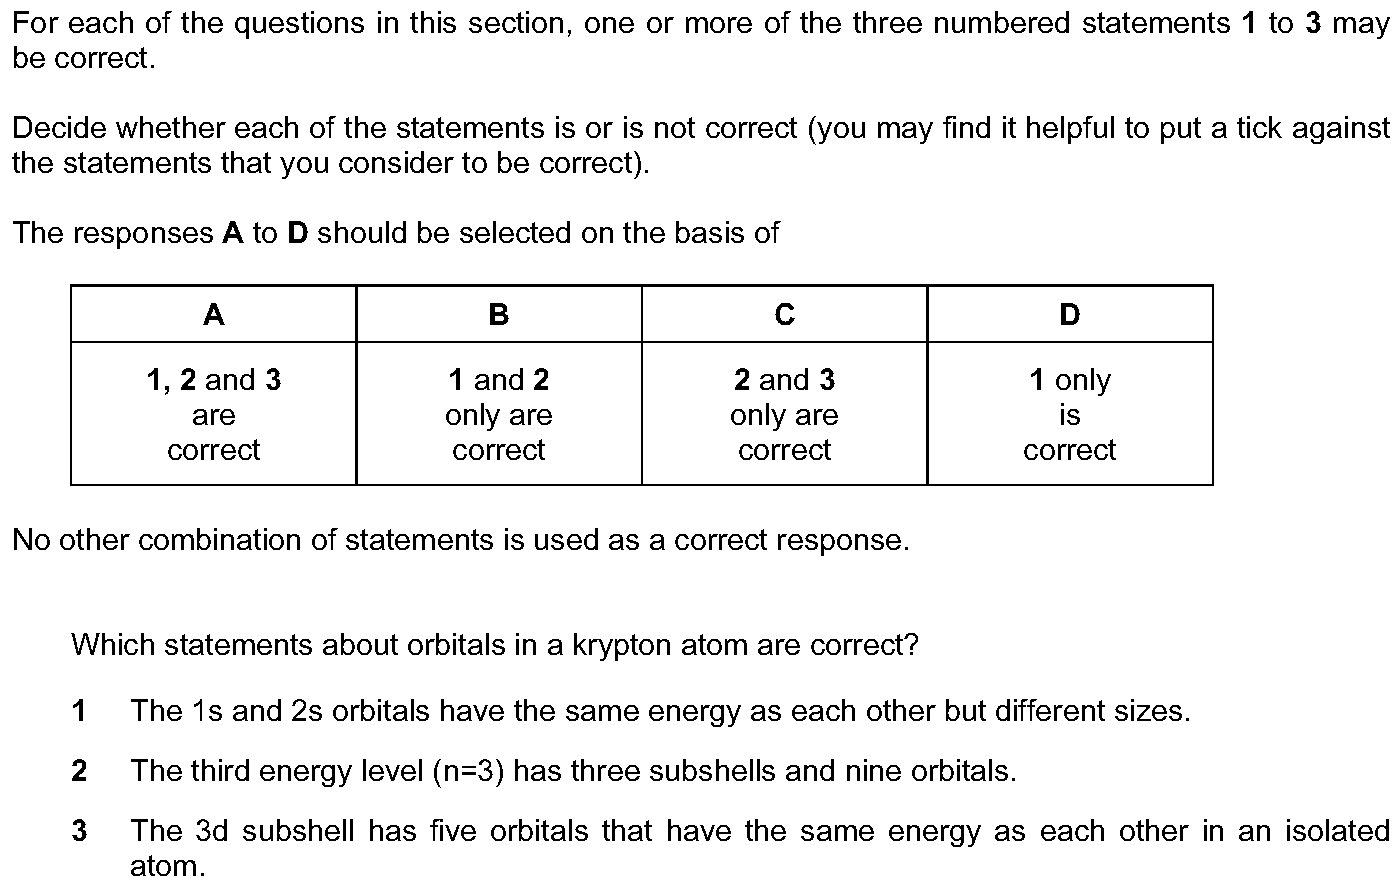 For each of the questions in this section, one or more of the three numbered statements 1 to 3 may
be correct.
Decide whether each of the statements is or is not correct (you may find it helpful to put a tick against
the statements that you consider to be correct).
The responses A to D should be selected on the basis of
A B C D
1, 2 and 3 1 and 2 2 and 3 1 only
are only are only are is
correct correct correct correct
No other combination of statements is used as a correct response.
Which statements about orbitals in a krypton atom are correct?
1 The 1s and 2s orbitals have the same energy as each other but different sizes.
2 The third energy level (n=3) has three subshells and nine orbitals.
3 The 3d subshell has five orbitals that have the same energy as each other in an isolated
atom.